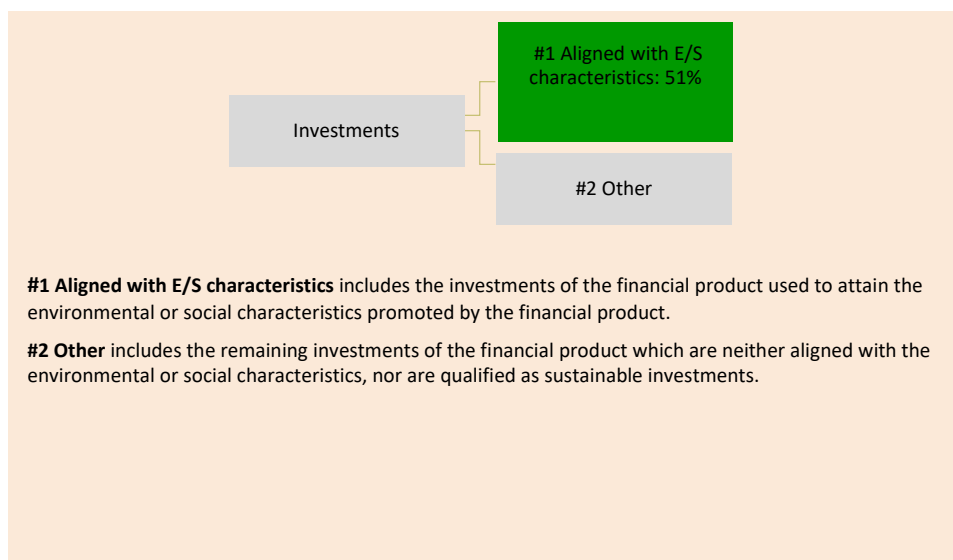 #1 Aligned with E/S
characteristics: 51%
Investments
#2 Other
#1 Aligned with E/S characteristics includes the investments of the financial product used to attain the
environmental or social characteristics promoted by the financial product.
#2 Other includes the remaining investments of the financial product which are neither aligned with the
environmental or social characteristics, nor are qualified as sustainable investments.